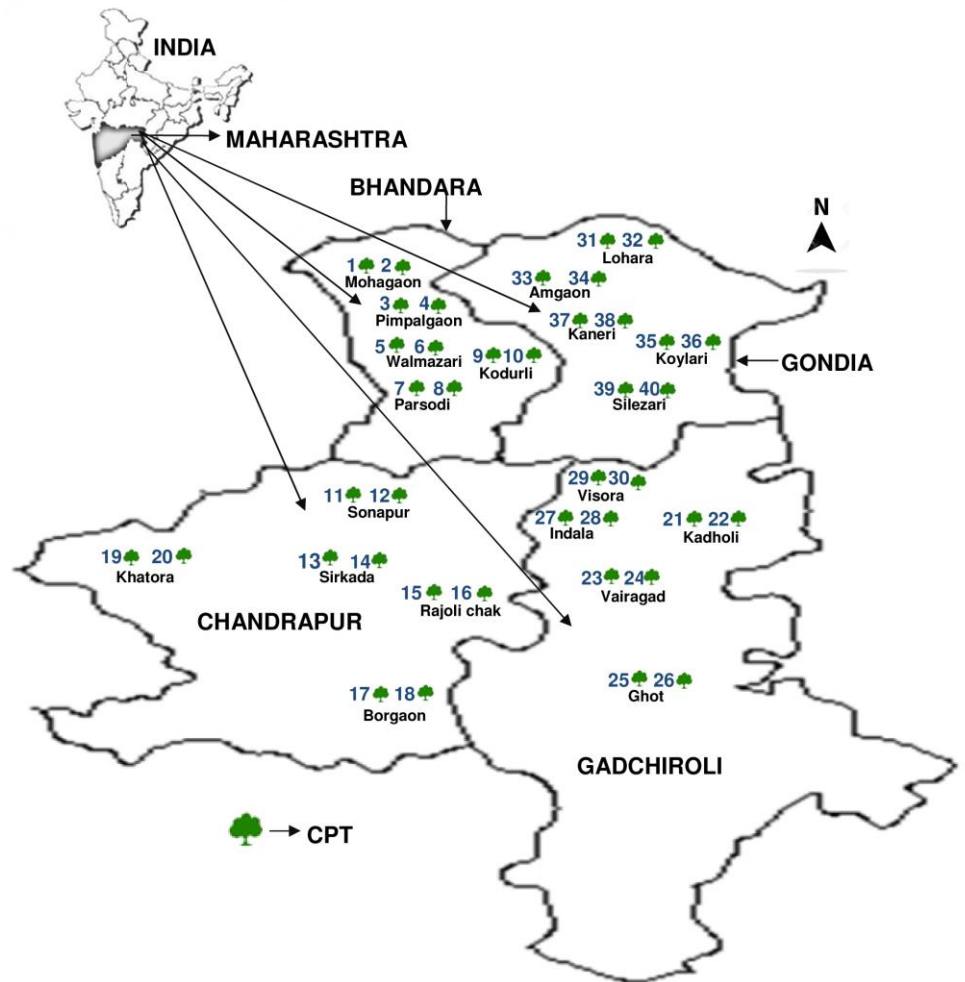 INDIA
MAHARASHTRA
BHANDARA
N
31 32
Lohara
1 2
Mohagaon
33 34
Amgaon
3 4
Pimpalgaon
37 38
Kaneri
35 36
Koylari
GONDIA
5 6
Walmazari
9 10
Kodurli
7 8
Parsodi
39 40
Silezari
29 30
Visora
11 12
Sonapur
27 28
Indala
21 22
Kadholi
19 20
Khatora
13 14
Sirkada
23 24
Vairagad
15 16
Rajoli chak
CHANDRAPUR
25 26
Ghot
17 18
Borgaon
GADCHIROLI
CPT